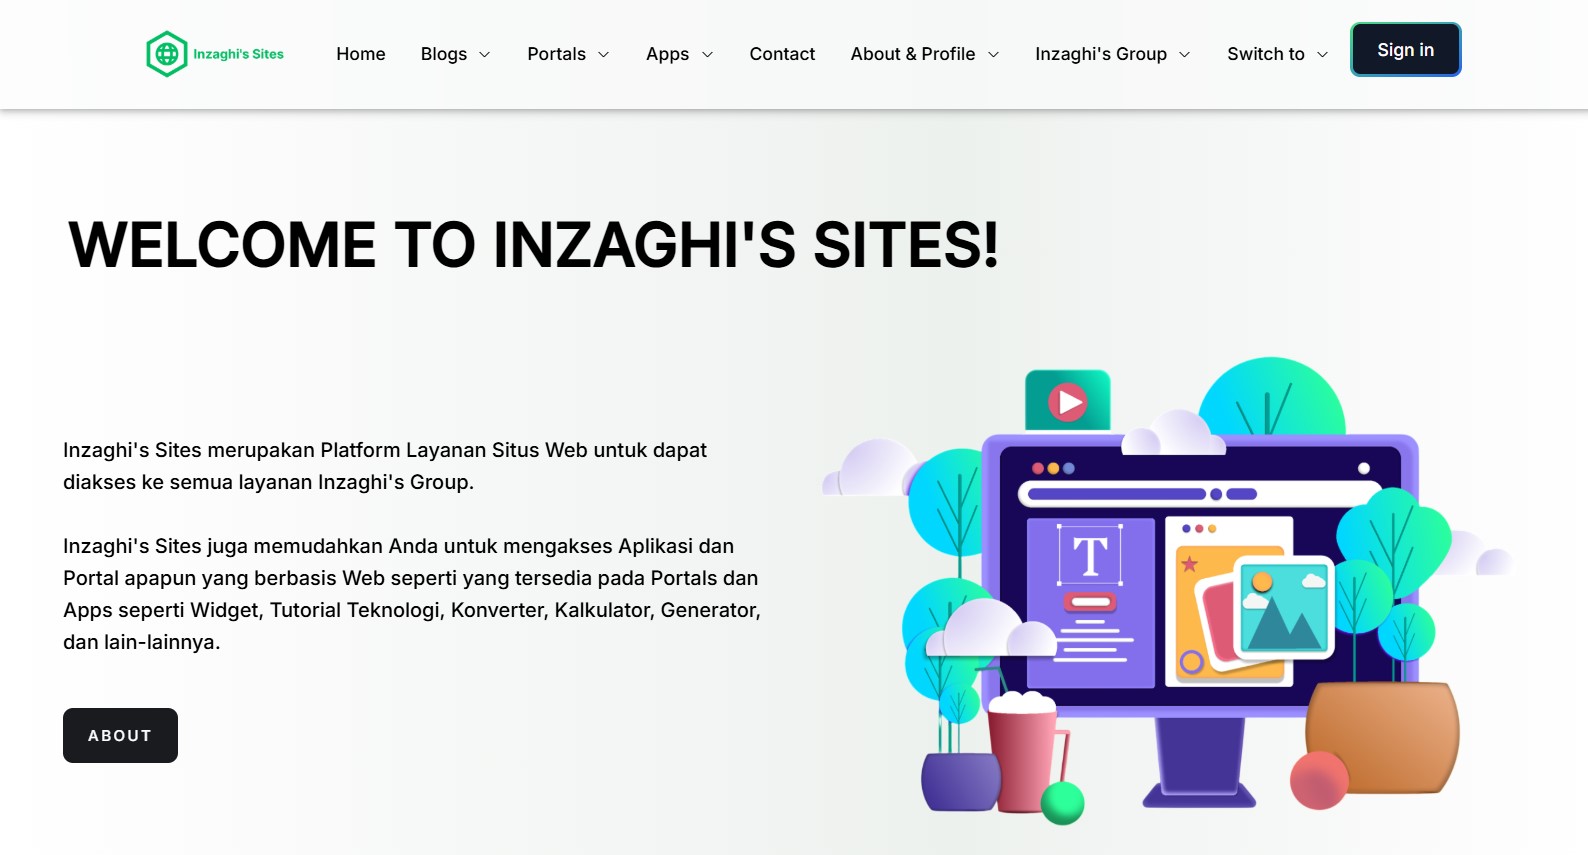 Inzaghi's Sites
Home
Blogs
Portals
Apps
Contact
About & Profile
Inzaghi's Group
Switch to
Sign in
WELCOME TO INZAGHI'S SITES!
Inzaghi's Sites merupakan Platform Layanan Situs Web untuk dapat
diakses ke semua layanan Inzaghi's Group.
Inzaghi's Sites juga memudahkan Anda untuk mengakses Aplikasi dan
Portal apapun yang berbasis Web seperti yang tersedia pada Portals dan
Apps seperti Widget, Tutorial Teknologi, Konverter, Kalkulator, Generator,
dan lain-lainnya.
T
ABOUT